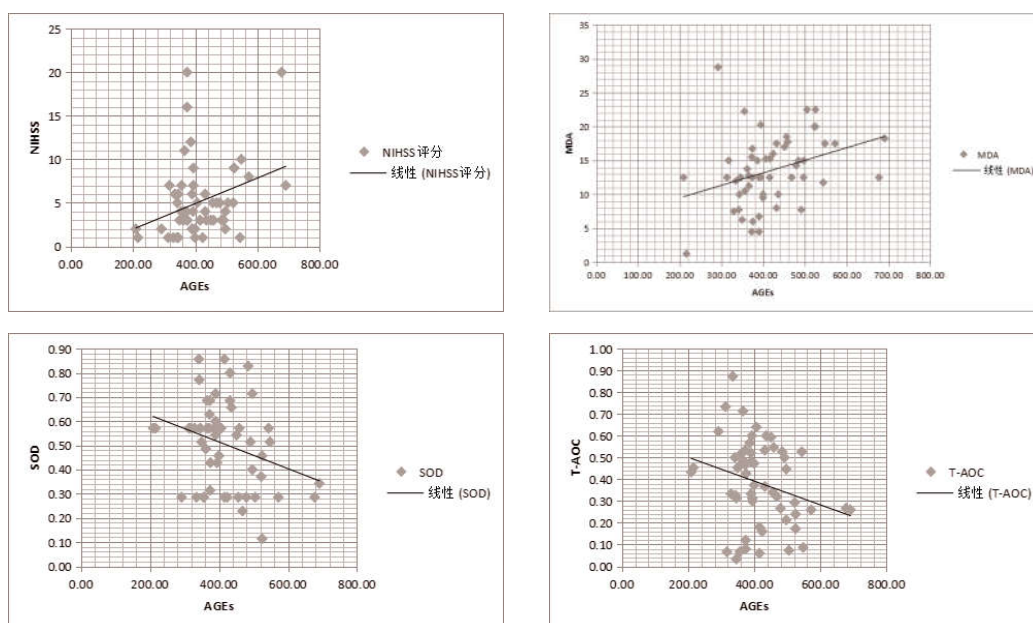 25
20
15
10
5
0
0.00 200.00 400.00 600.00 800.00
NIHSS
AGEs
NIHSS评分
线性 (NIHSS评分)
35
30
25
20
15
10
5
0
0.00 100.00 200.00 300.00 400.00 500.00 600.00 700.00 800.00
MDA
AGEs
MDA
线性 (MDA)
0.90
0.80
0.70
0.60
0.50
0.40
0.30
0.20
0.10
0.00
0.00 200.00 400.00 600.00 800.00
SOD
AGEs
SOD
线性 (SOD)
1.00
0.90
0.80
0.70
0.60
0.50
0.40
0.30
0.20
0.10
0.00
0.00 200.00 400.00 600.00 800.00
T-AOC
AGEs
T-AOC
线性 (T-AOC)